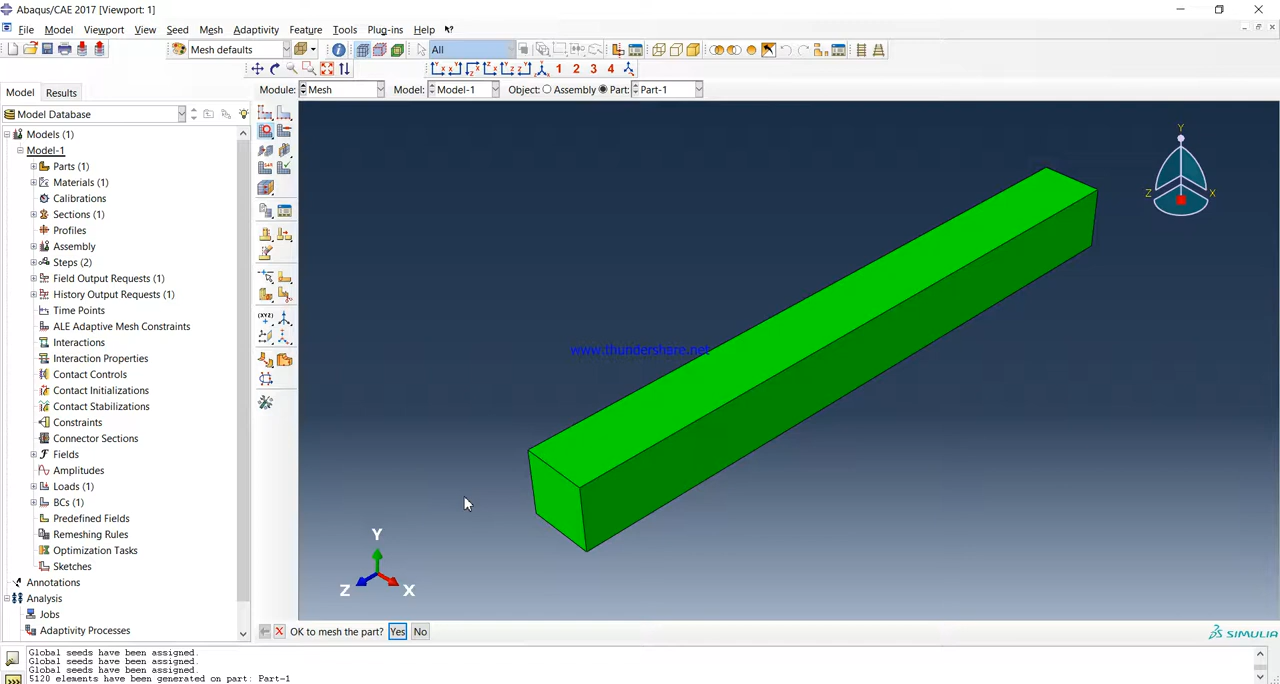 Abaqus/CAE 2017 [Viewport: 1]
File Model Viewport View Seed Mesh Adaptivity Feature Tools Plug-ins Help
Mesh defaults All
1 2 3 4
Model Results Module: Mesh Model: Model-1 Object: Assembly Part: Part-1
Model Database
Models (1)
Model-1
Parts (1)
Materials (1)
Calibrations
Sections (1)
Profiles
Assembly
Steps (2)
Field Output Requests (1)
History Output Requests (1)
Time Points
ALE Adaptive Mesh Constraints
Interactions
Interaction Properties
Contact Controls
Contact Initializations
Contact Stabilizations
Constraints
Connector Sections
Fields
Amplitudes
Loads (1)
BCs (1)
Predefined Fields
Remeshing Rules
Optimization Tasks
Sketches
Annotations
Analysis
Jobs
Adaptivity Processes
(XYZ)
Y
Z X
www.thundershare.net
Y
Z X
OK to mesh the part? Yes No
SIMULIA
Global seeds have been assigned.
Global seeds have been assigned.
Global seeds have been assigned.
5120 elements have been generated on part: Part-1
>>>